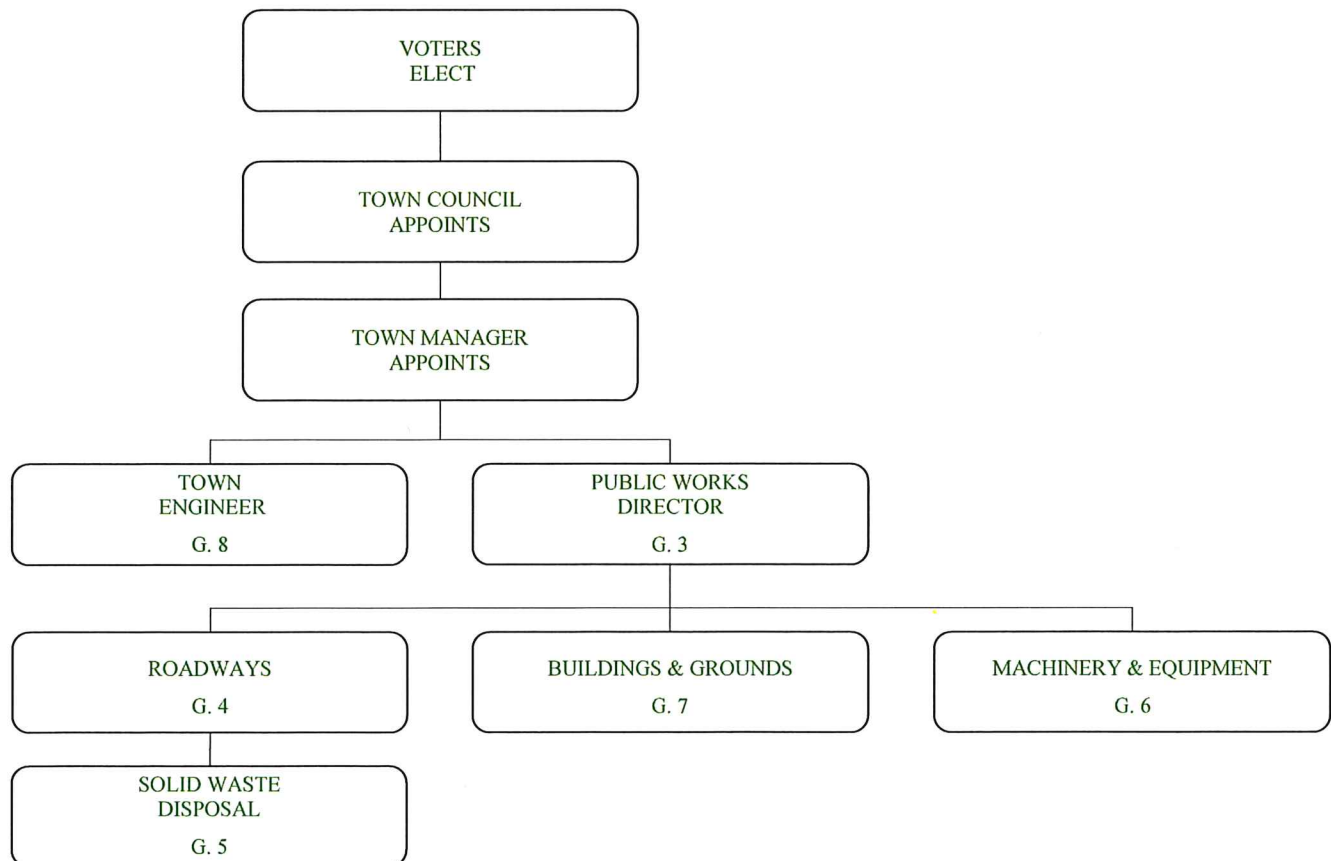 VOTERS
ELECT
TOWN COUNCIL
APPOINTS
TOWN MANAGER
APPOINTS
TOWN
ENGINEER
G. 8
PUBLIC WORKS
DIRECTOR
G. 3
ROADWAYS
G. 4
BUILDINGS & GROUNDS
G. 7
MACHINERY & EQUIPMENT
G. 6
SOLID WASTE
DISPOSAL
G. 5